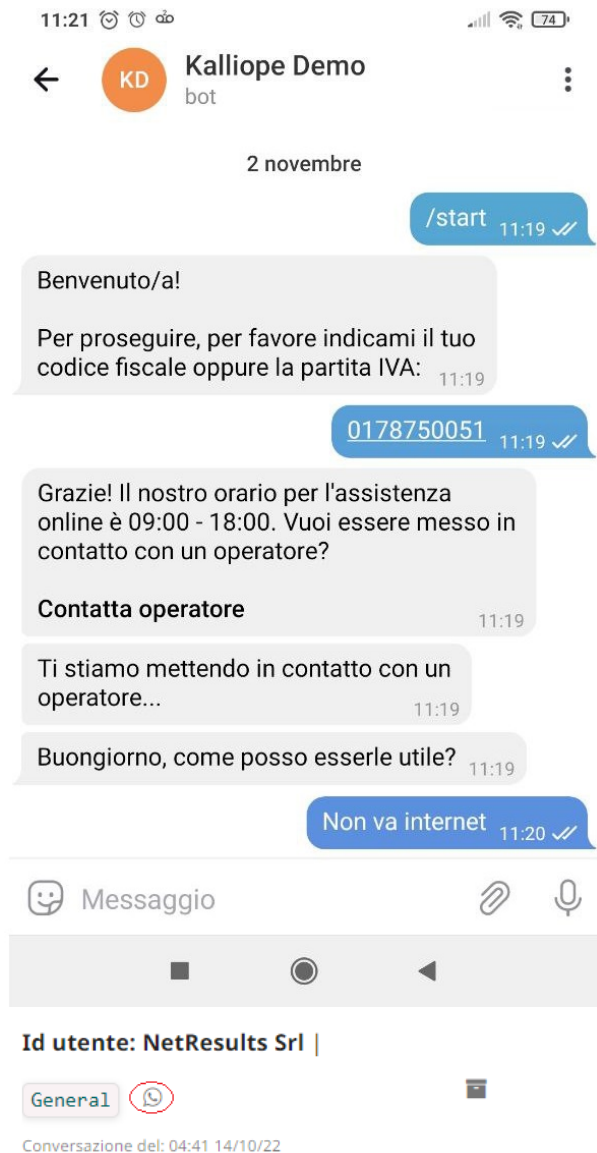 11:21
74
KD
Kalliope Demo
bot
2 novembre
/start 11:19
Benvenuto/a!
Per proseguire, per favore indicami il tuo
codice fiscale oppure la partita IVA: 11:19
0178750051 11:19
Grazie! Il nostro orario per l'assistenza
online è 09:00 - 18:00. Vuoi essere messo in
contatto con un operatore?
Contatta operatore
11:19
Ti stiamo mettendo in contatto con un
operatore...
11:19
Buongiorno, come posso esserle utile? 11:19
Non va internet 11:20
Messaggio
Id utente: NetResults Srl |
General
Conversazione del: 04:41 14/10/22